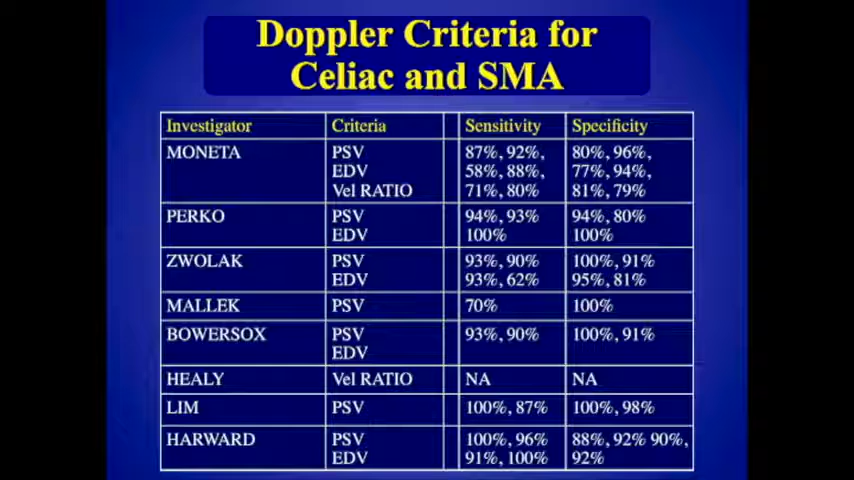 Doppler Criteria for
Celiac and SMA
Investigator Criteria Sensitivity Specificity
MONETA PSV 87%, 92%, 80%, 96%,
EDV 58%, 88%, 77%, 94%,
Vel RATIO 71%, 80% 81%, 79%
PERKO PSV 94%, 93% 94%, 80%
EDV 100% 100%
ZWOLAK PSV 93%, 90% 100%, 91%
EDV 93%, 62% 95%, 81%
MALLEK PSV 70% 100%
BOWERSOX PSV 93%, 90% 100%, 91%
EDV
HEALY Vel RATIO NA NA
LIM PSV 100%, 87% 100%, 98%
HARWARD PSV 100%, 96% 88%, 92% 90%,
EDV 91%, 100% 92%